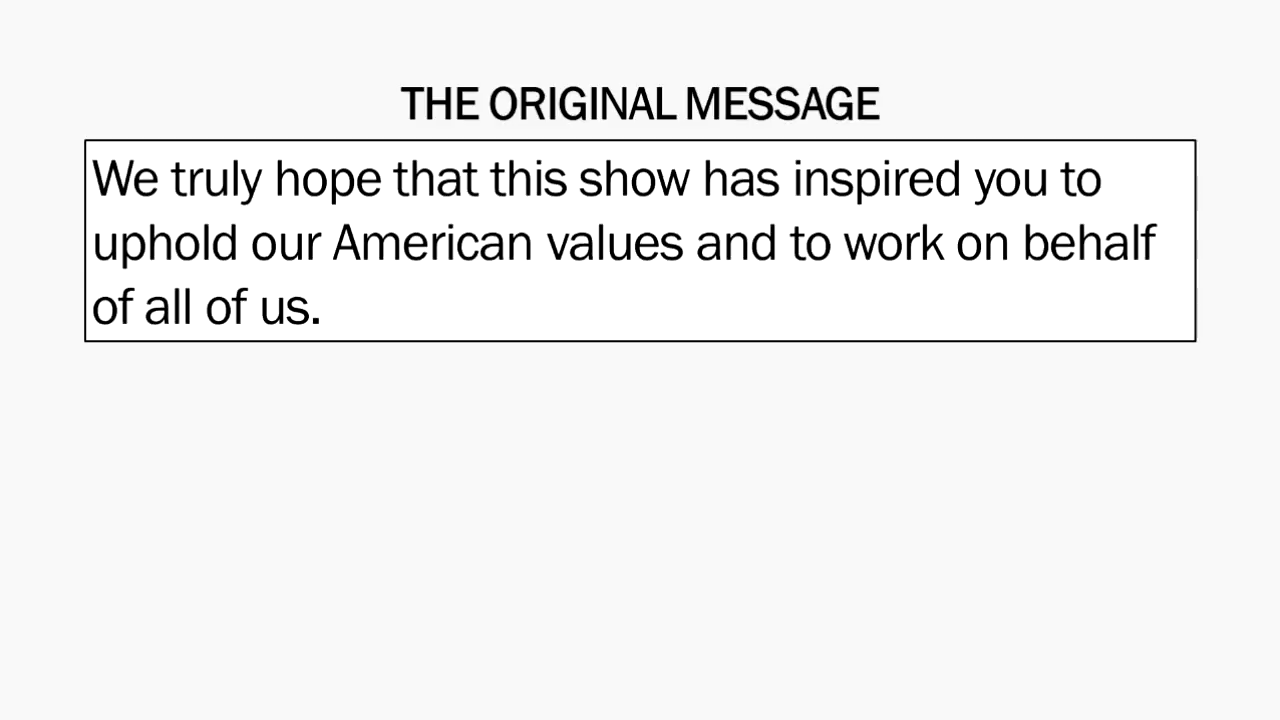 THE ORIGINAL MESSAGE
We truly hope that this show has inspired you to
uphold our American values and to work on behalf
of all of us.